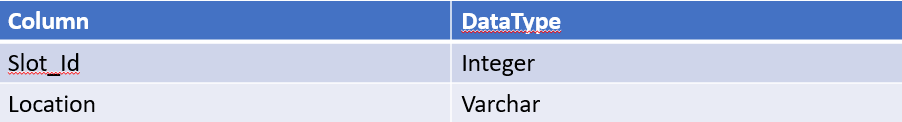 Column DataType
Slot_Id Integer
Location Varchar